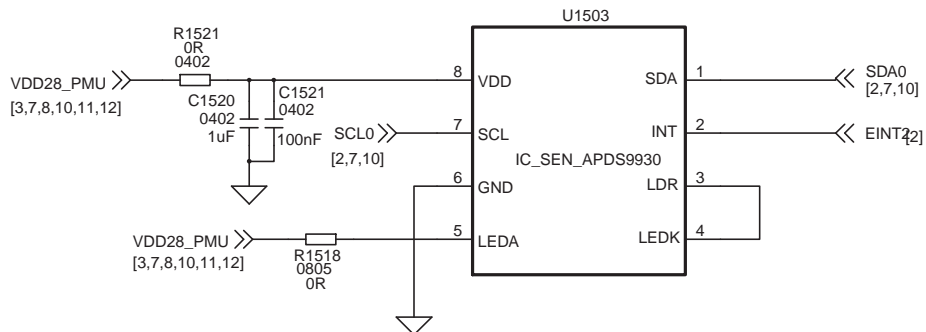 U1503
R1521
0R
0402
VDD28_PMU
[3,7,8,10,11,12]
C1520
0402
1uF
C1521
0402
100nF
8
VDD
SDA
1
SDA0
[2,7,10]
SCL0
[2,7,10]
7
SCL
INT
2
EINT2
[2]
IC_SEN_APDS9930
6
GND
LDR
3
VDD28_PMU
[3,7,8,10,11,12]
R1518
0805
0R
5
LEDA
LEDK
4